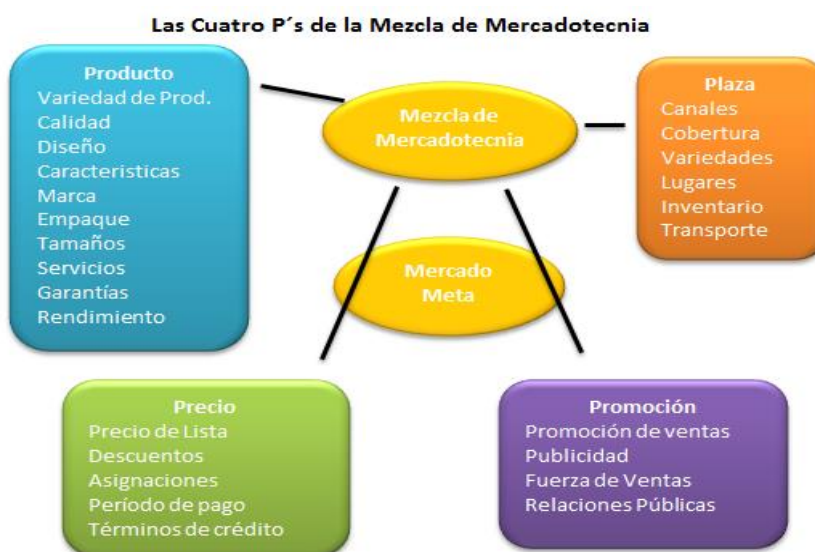 Las Cuatro P´s de la Mezcla de Mercadotecnia
Producto
Variedad de Prod.
Calidad
Diseño
Caracteristicas
Marca
Empaque
Tamaños
Servicios
Garantías
Rendimiento
Mezcla de
Mercadotecnia
Plaza
Canales
Cobertura
Variedades
Lugares
Inventario
Transporte
Mercado
Meta
Precio
Precio de Lista
Descuentos
Asignaciones
Período de pago
Términos de crédito
Promoción
Promoción de ventas
Publicidad
Fuerza de Ventas
Relaciones Públicas